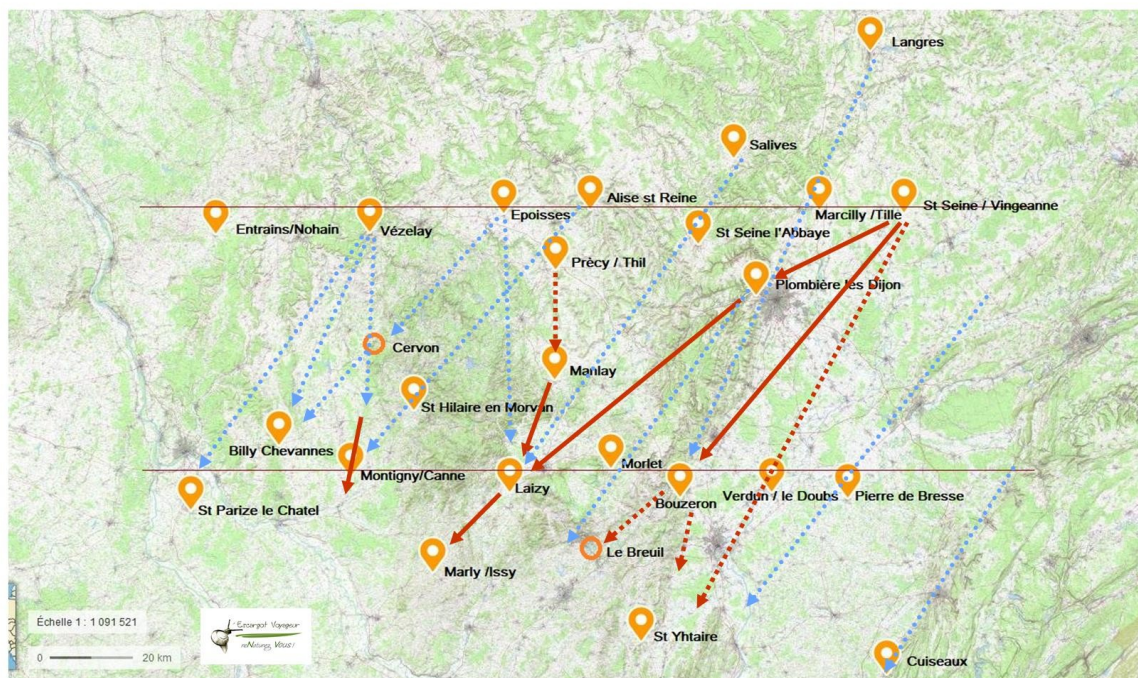 Langres
Salives
Alise st Reine
Epoisses
Marcilly /Tille
St Seine / Vingeanne
Entrains/Nohain
Vézelay
St Seine l'Abbaye
Prècy / Thil
Plombière les Dijon
Cervon
Manlay
St Hilaire en Morvan
Billy Chevannes
Morlet
Montigny/Canne
Laizy
Bouzeron
Verdun / le Doubs
Pierre de Bresse
St Parize le Chatel
Le Breuil
Marly /Issy
St Ythaire
Cuiseaux
Échelle 1 : 1 091 521
0
20 km
L'Escargot Voyageur
reNaturez Vous!